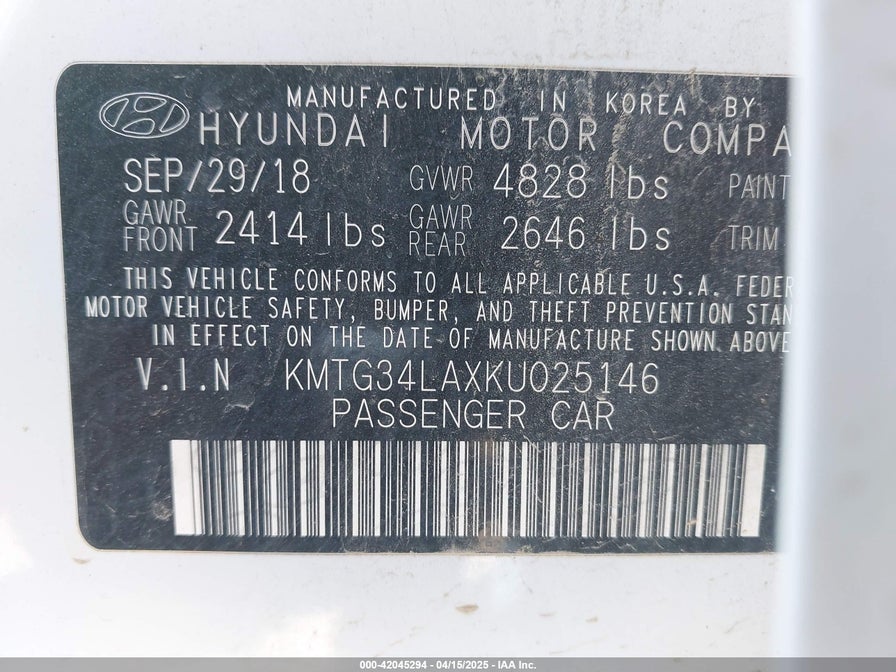 MANUFACTURED IN KOREA BY
HYUNDAI MOTOR COMPA
SEP/29/18 GVWR 4828 lbs PAINT
GAWR FRONT 2414 lbs GAWR REAR 2646 lbs TRIM
THIS VEHICLE CONFORMS TO ALL APPLICABLE U.S.A. FEDER
MOTOR VEHICLE SAFETY, BUMPER, AND THEFT PREVENTION STAN
IN EFFECT ON THE DATE OF MANUFACTURE SHOWN ABOVE
V.I.N KMTG34LAXKU025146
PASSENGER CAR
000-42045294 - 04/15/2025 - IAA Inc.